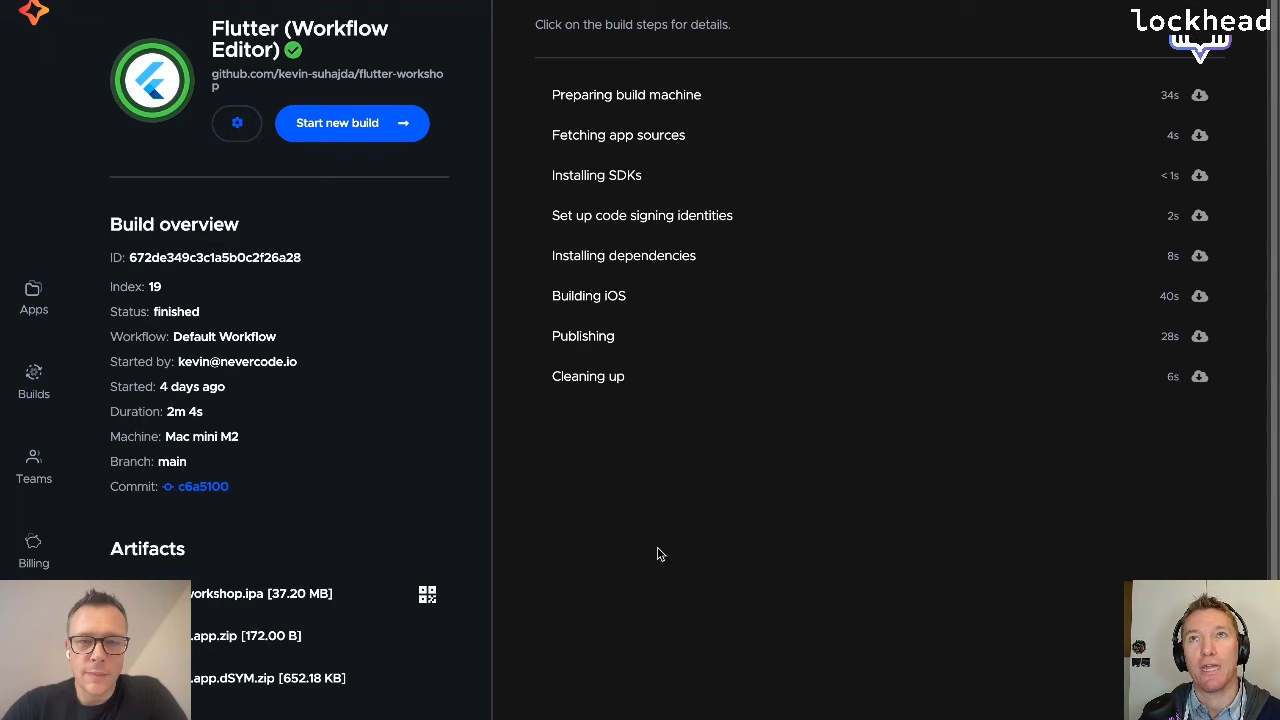 lockhead
Flutter (Workflow
Editor)
github.com/kevin-suhajda/flutter-worksho
p
Start new build
Build overview
ID: 672de349c3c1a5b0c2f26a28
Index: 19
Status: finished
Workflow: Default Workflow
Started by: kevin@nevercode.io
Started: 4 days ago
Duration: 2m 4s
Machine: Mac mini M2
Branch: main
Commit: c6a5100
Artifacts
workshop.ipa [37.20 MB]
.app.zip [172.00 B]
.app.dSYM.zip [652.18 KB]
Apps
Builds
Teams
Billing
Click on the build steps for details.
Preparing build machine 34s
Fetching app sources 4s
Installing SDKs < 1s
Set up code signing identities 2s
Installing dependencies 8s
Building iOS 40s
Publishing 28s
Cleaning up 6s